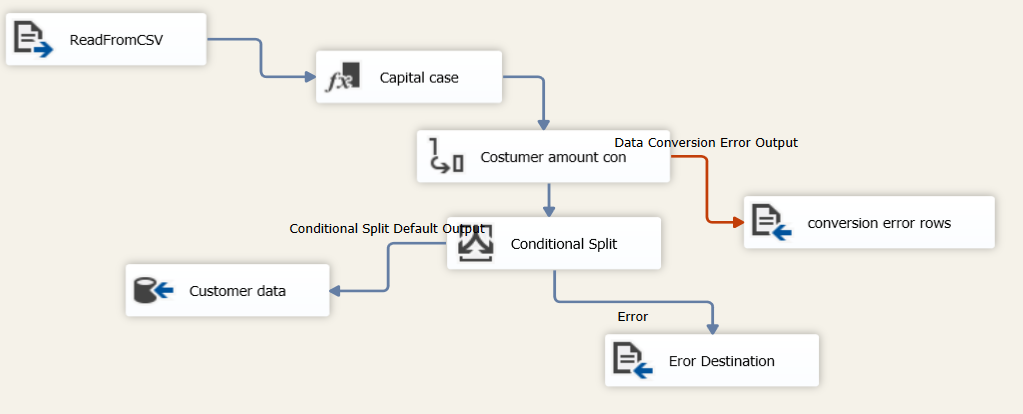 ReadFromCSV
Capital case
Data Conversion Error Output
Costumer amount con
conversion error rows
Conditional Split Default Output
Conditional Split
Customer data
Error
Eror Destination